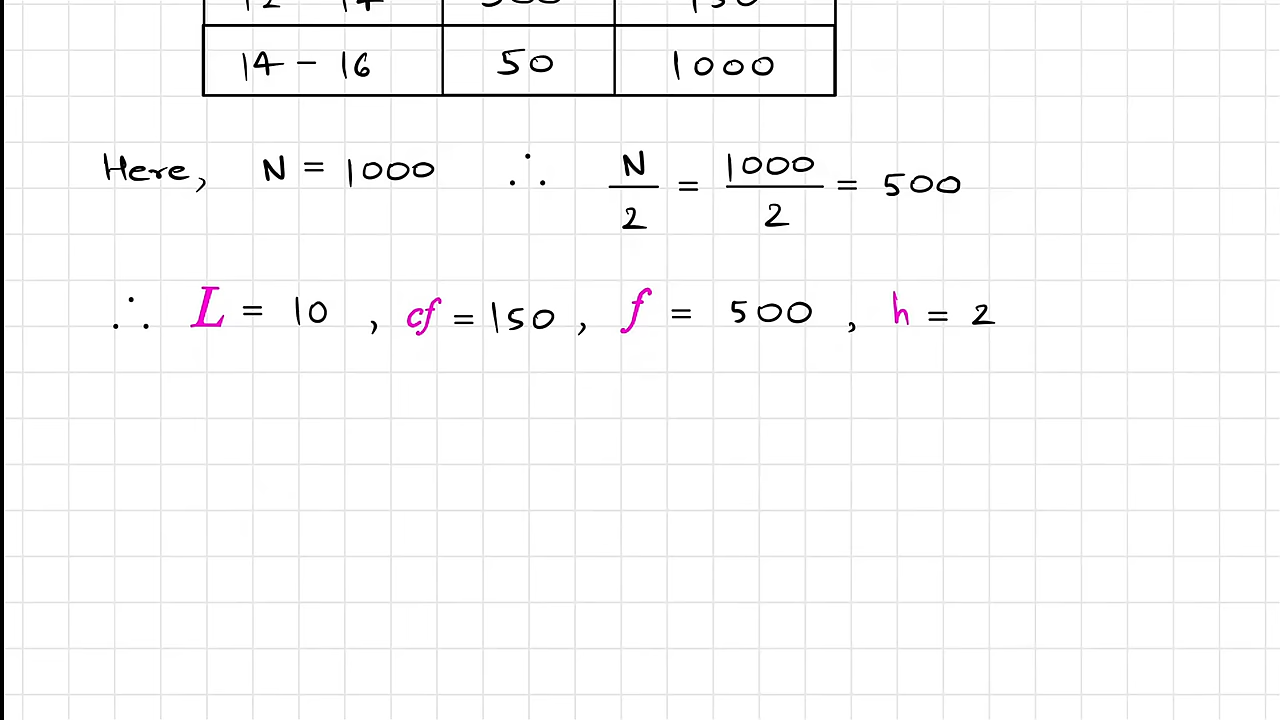 14 - 16 50 1000
Here, N = 1000 ∴ N/2 = 1000/2 = 500
∴ L = 10 , cf = 150 , f = 500 , h = 2